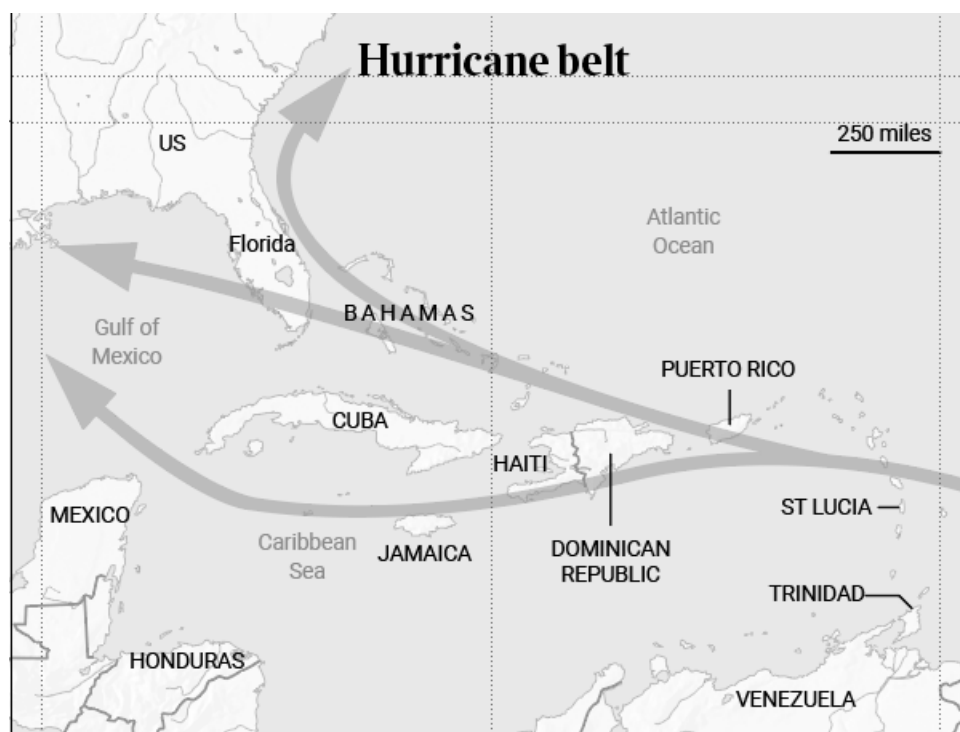 Hurricane belt
250 miles
US
Atlantic
Ocean
Florida
BAHAMAS
Gulf of
Mexico
PUERTO RICO
CUBA
HAITI
MEXICO
ST LUCIA
Caribbean
Sea
JAMAICA
DOMINICAN
REPUBLIC
TRINIDAD
HONDURAS
VENEZUELA